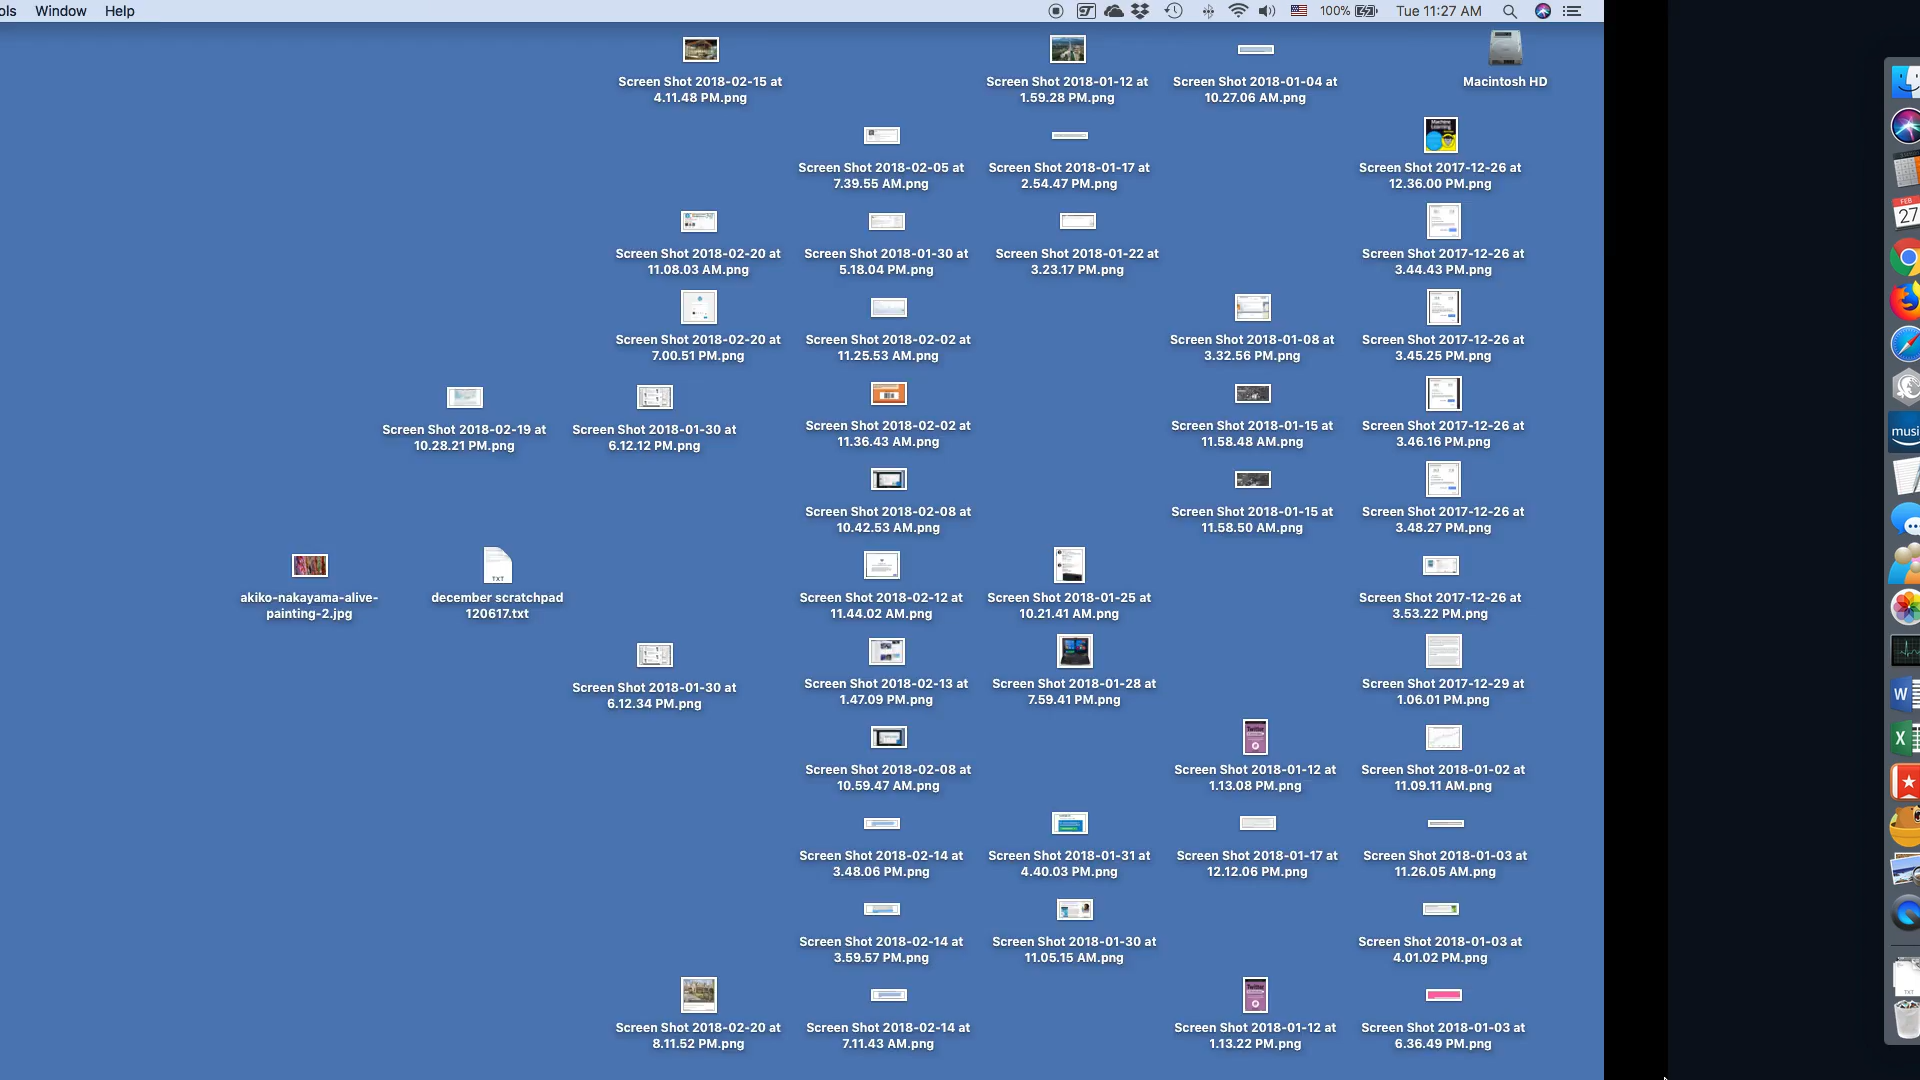 ols Window Help 100% Tue 11:27 AM
Screen Shot 2018-02-15 at
4.11.48 PM.png
Screen Shot 2018-01-12 at
1.59.28 PM.png
Screen Shot 2018-01-04 at
10.27.06 AM.png
Macintosh HD
Screen Shot 2018-02-05 at
7.39.55 AM.png
Screen Shot 2018-01-17 at
2.54.47 PM.png
Machine
Learning
Screen Shot 2017-12-26 at
12.36.00 PM.png
Screen Shot 2018-02-20 at
11.08.03 AM.png
Screen Shot 2018-01-30 at
5.18.04 PM.png
Screen Shot 2018-01-22 at
3.23.17 PM.png
Screen Shot 2017-12-26 at
3.44.43 PM.png
FEB
27
Screen Shot 2018-02-20 at
7.00.51 PM.png
Screen Shot 2018-02-02 at
11.25.53 AM.png
Screen Shot 2018-01-08 at
3.32.56 PM.png
Screen Shot 2017-12-26 at
3.45.25 PM.png
Screen Shot 2018-02-19 at
10.28.21 PM.png
Screen Shot 2018-01-30 at
6.12.12 PM.png
Screen Shot 2018-02-02 at
11.36.43 AM.png
Screen Shot 2018-01-15 at
11.58.48 AM.png
Screen Shot 2017-12-26 at
3.46.16 PM.png
musi
Screen Shot 2018-02-08 at
10.42.53 AM.png
Screen Shot 2018-01-15 at
11.58.50 AM.png
Screen Shot 2017-12-26 at
3.48.27 PM.png
akiko-nakayama-alive-
painting-2.jpg
TXT
december scratchpad
120617.txt
Screen Shot 2018-02-12 at
11.44.02 AM.png
Screen Shot 2018-01-25 at
10.21.41 AM.png
Screen Shot 2017-12-26 at
3.53.22 PM.png
Screen Shot 2018-01-30 at
6.12.34 PM.png
Screen Shot 2018-02-13 at
1.47.09 PM.png
Screen Shot 2018-01-28 at
7.59.41 PM.png
Screen Shot 2017-12-29 at
1.06.01 PM.png
W
Screen Shot 2018-02-08 at
10.59.47 AM.png
Twitter
Screen Shot 2018-01-12 at
1.13.08 PM.png
Screen Shot 2018-01-02 at
11.09.11 AM.png
X
Screen Shot 2018-02-14 at
3.48.06 PM.png
Screen Shot 2018-01-31 at
4.40.03 PM.png
Screen Shot 2018-01-17 at
12.12.06 PM.png
Screen Shot 2018-01-03 at
11.26.05 AM.png
Screen Shot 2018-02-14 at
3.59.57 PM.png
Screen Shot 2018-01-30 at
11.05.15 AM.png
Screen Shot 2018-01-03 at
4.01.02 PM.png
Screen Shot 2018-02-20 at
8.11.52 PM.png
Screen Shot 2018-02-14 at
7.11.43 AM.png
Twitter
Screen Shot 2018-01-12 at
1.13.22 PM.png
Screen Shot 2018-01-03 at
6.36.49 PM.png
TXT